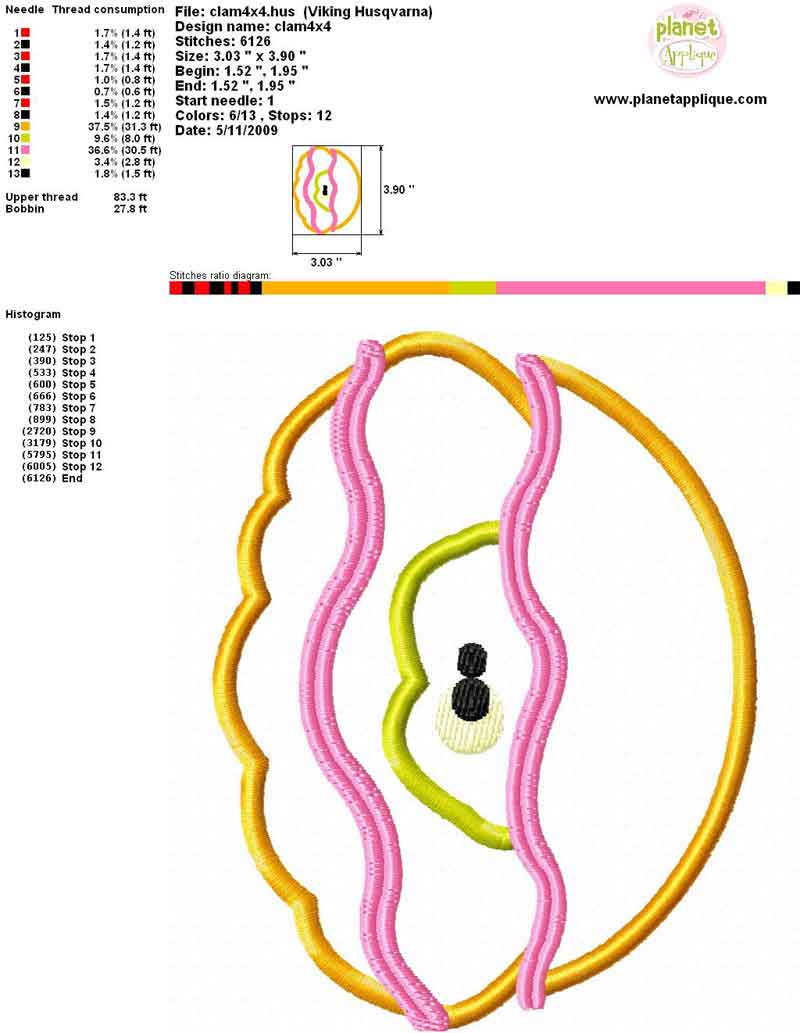 Needle Thread consumption
1 1.7% (1.4 ft)
2 1.4% (1.2 ft)
3 1.7% (1.4 ft)
4 1.7% (1.4 ft)
5 1.0% (0.8 ft)
6 0.7% (0.6 ft)
7 1.5% (1.2 ft)
8 1.4% (1.2 ft)
9 37.5% (31.3 ft)
10 9.6% (8.0 ft)
11 36.6% (30.5 ft)
12 3.4% (2.8 ft)
13 1.8% (1.5 ft)
Upper thread 83.3 ft
Bobbin 27.8 ft
File: clam4x4.hus (Viking Husqvarna)
Design name: clam4x4
Stitches: 6126
Size: 3.03 " x 3.90 "
Begin: 1.52 ", 1.95 "
End: 1.52 ", 1.95 "
Start needle: 1
Colors: 6/13 , Stops: 12
Date: 5/11/2009
planet
Applique
www.planetapplique.com
3.90 "
3.03 "
Stitches ratio diagram:
Histogram
(125) Stop 1
(247) Stop 2
(390) Stop 3
(533) Stop 4
(600) Stop 5
(666) Stop 6
(783) Stop 7
(899) Stop 8
(2720) Stop 9
(3179) Stop 10
(5795) Stop 11
(6005) Stop 12
(6126) End